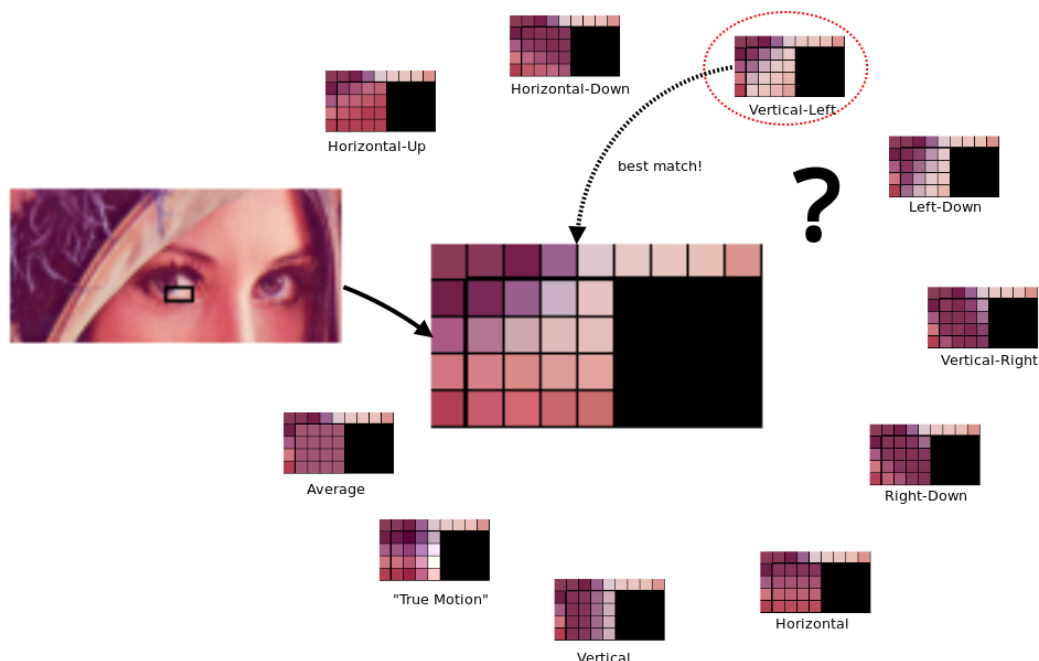 Horizontal-Down
Vertical-Left
Horizontal-Up
best match!
?
Left-Down
Vertical-Right
Average
Right-Down
"True Motion"
Horizontal
Vertical